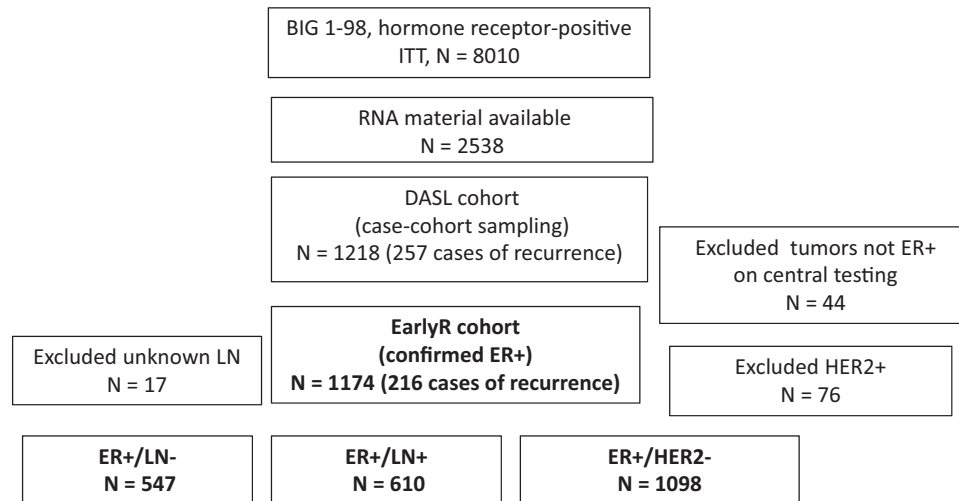 BIG 1-98, hormone receptor-positive
ITT, N = 8010
RNA material available
N = 2538
DASL cohort
(case-cohort sampling)
N = 1218 (257 cases of recurrence)
Excluded tumors not ER+
on central testing
N = 44
EarlyR cohort
(confirmed ER+)
N = 1174 (216 cases of recurrence)
Excluded unknown LN
N = 17
Excluded HER2+
N = 76
ER+/LN-
N = 547
ER+/LN+
N = 610
ER+/HER2-
N = 1098